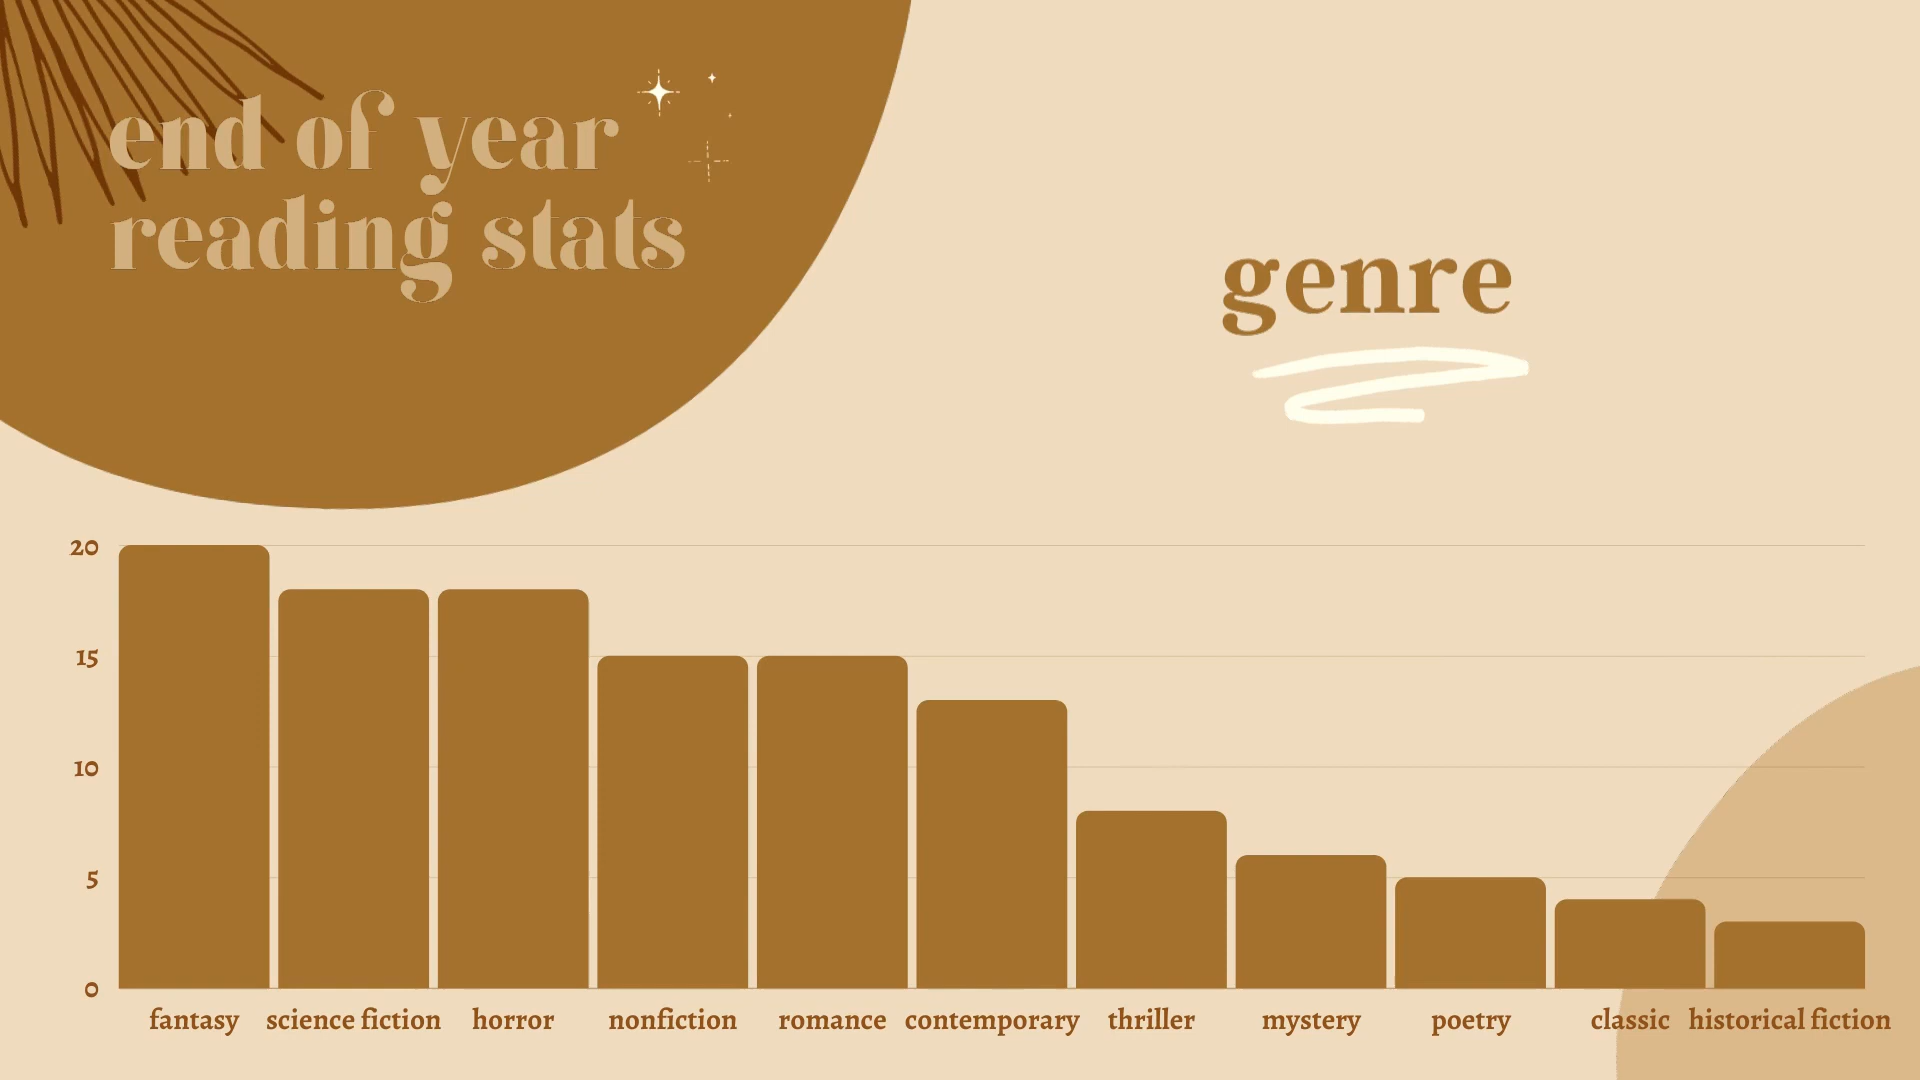 end of year
reading stats
genre
20
15
10
5
0
fantasy science fiction horror nonfiction romance contemporary thriller mystery poetry classic historical fiction